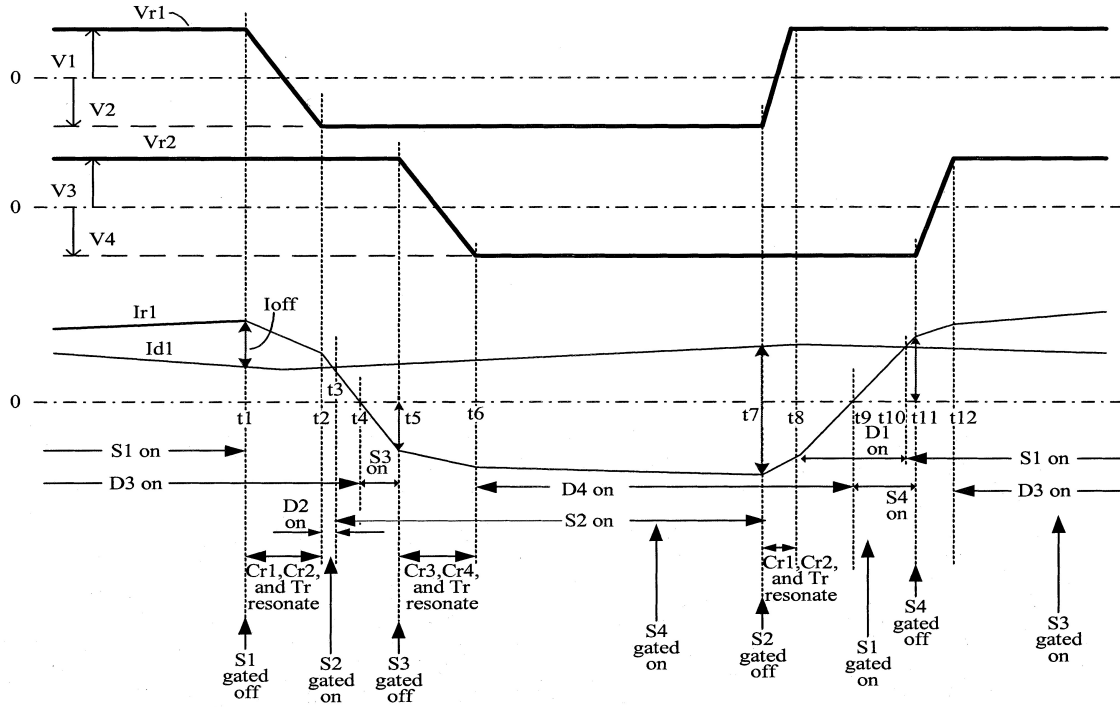 Vr1
V1
0
V2
Vr2
V3
0
V4
Ioff
Ir1
Id1
0
t1
t2
t3
t4
t5
t6
t7
t8
t9
t10
t11
t12
S1 on
S3
on
D1
on
S1 on
D3 on
D4 on
S4
on
D3 on
D2
on
S2 on
Cr1,Cr2,
and Tr
resonate
Cr3,Cr4,
and Tr
resonate
Cr1,Cr2,
and Tr
resonate
S1
gated
off
S2
gated
on
S3
gated
off
S4
gated
on
S2
gated
off
S1
gated
on
S4
gated
off
S3
gated
on